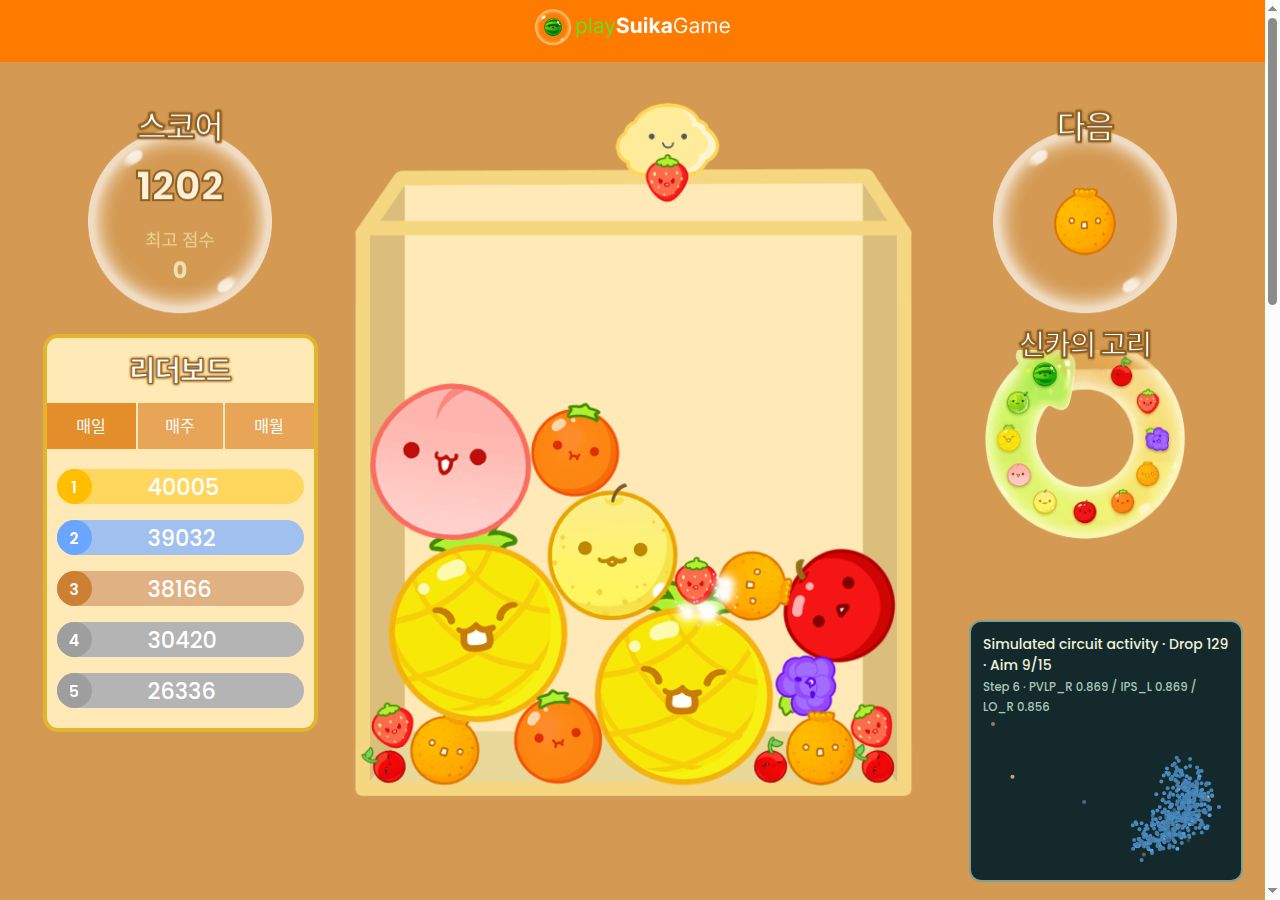 playSuikaGame
스코어
1202
최고 점수
0
리더보드
매일
매주
매월
1 40005
2 39032
3 38166
4 30420
5 26336
다음
신카의 고리
Simulated circuit activity · Drop 129
· Aim 9/15
Step 6 · PVLP_R 0.869 / IPS_L 0.869 /
LO_R 0.856